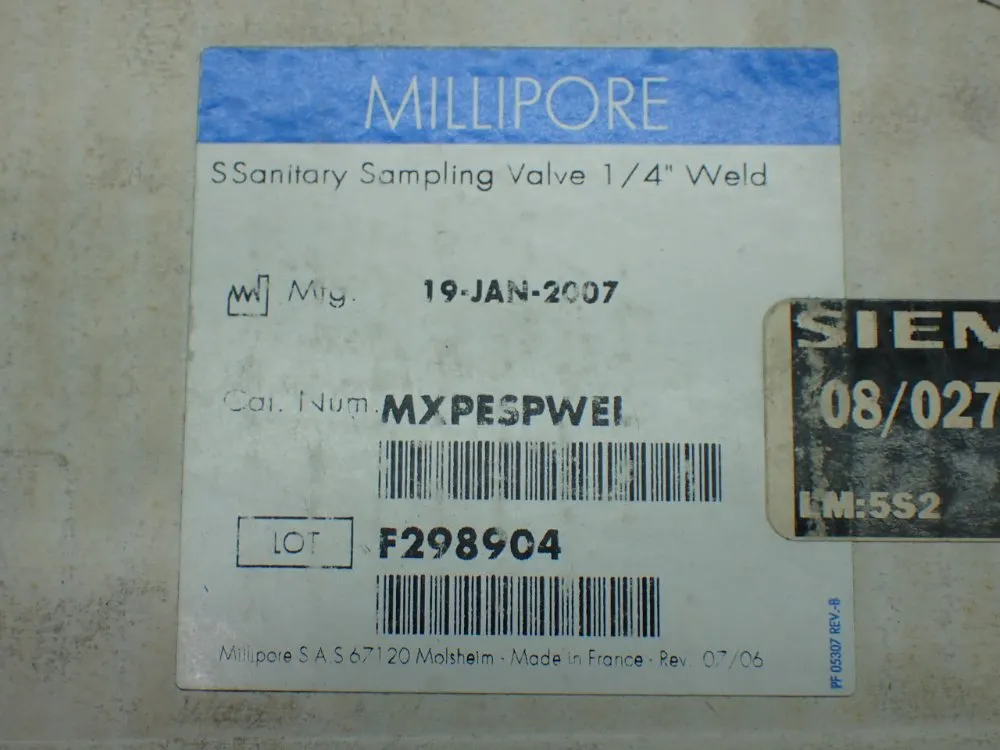 MILLIPORE
SSanitary Sampling Valve 1/4" Weld
Mfg. 19-JAN-2007
Cat. Num. MXPESPWEL
LOT F298904
Millipore S.A.S 67120 Molsheim - Made in France - Rev. 07/06
PF 05307 REV.-B
SIEN
08/027
LM:5S2